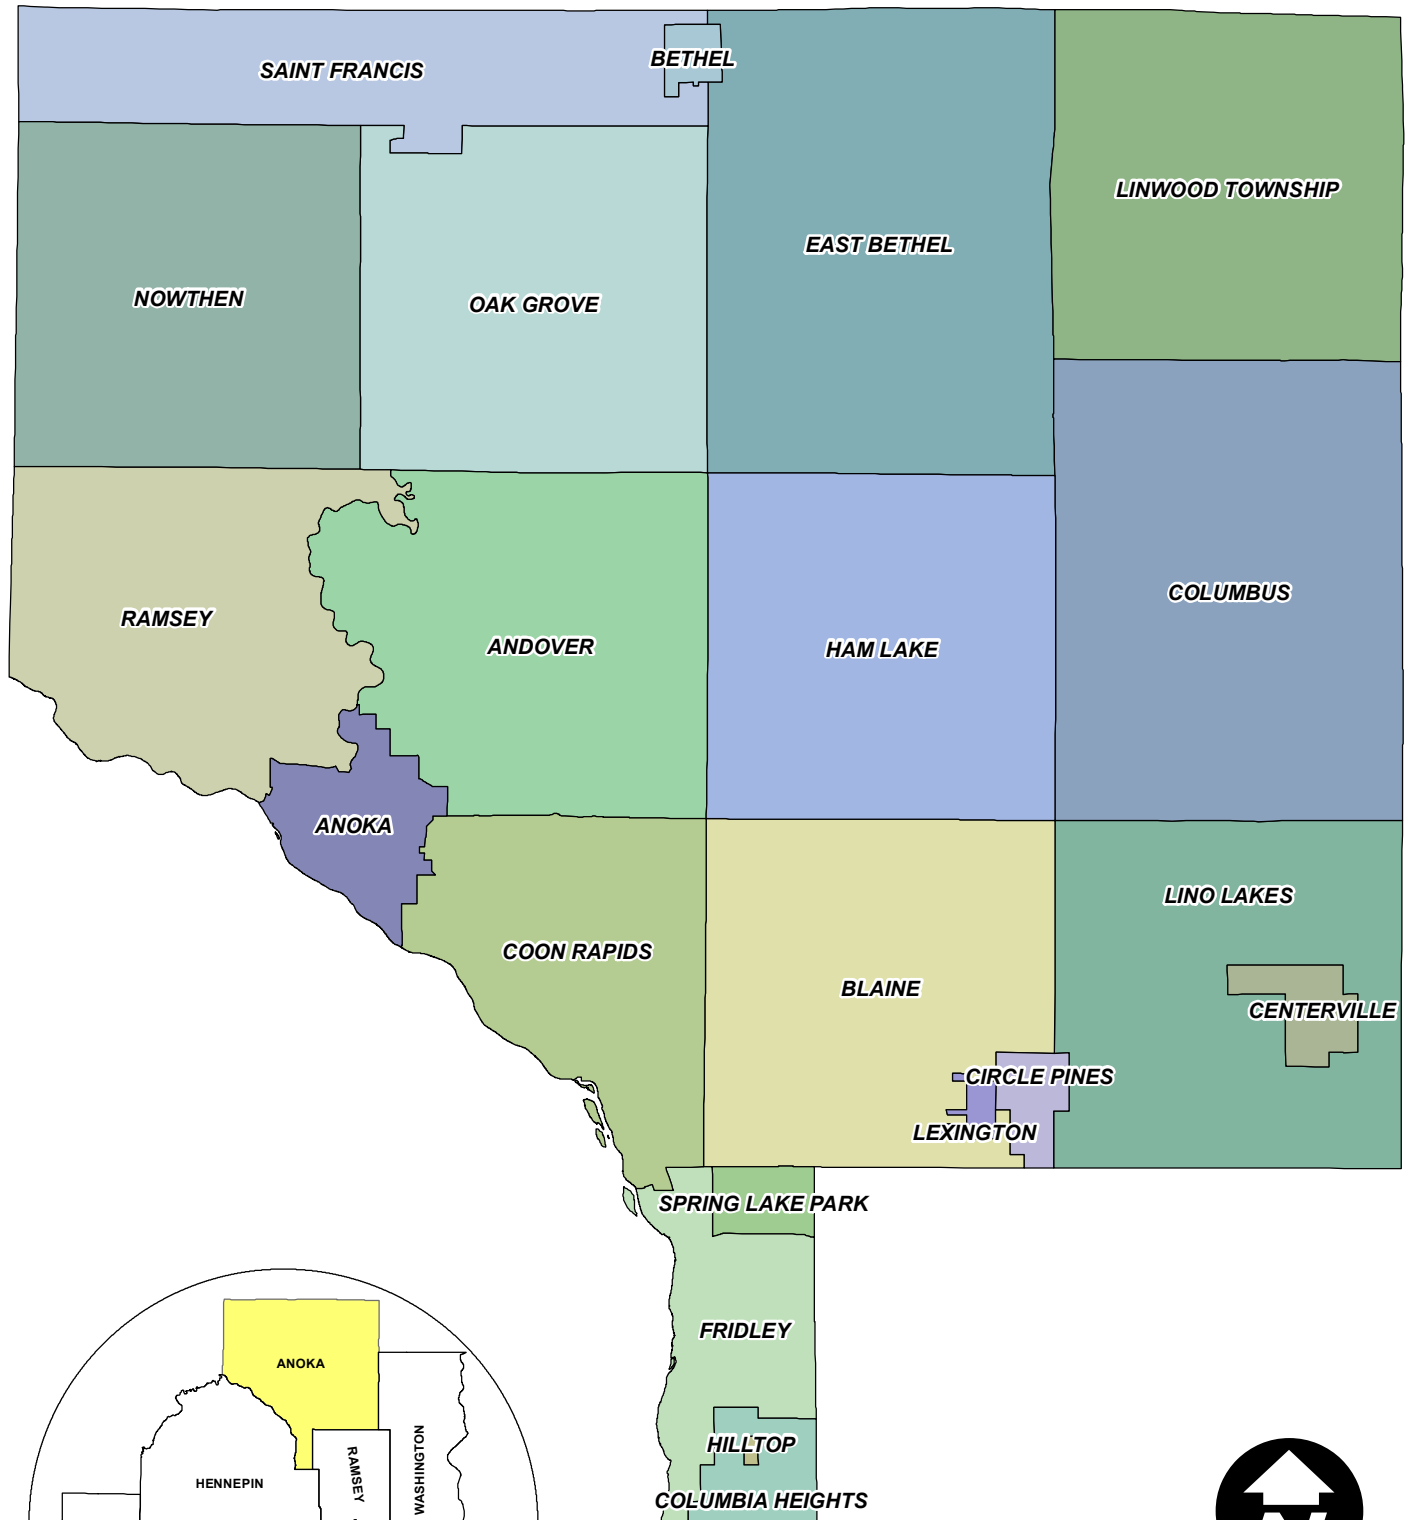 BETHEL
SAINT FRANCIS
LINWOOD TOWNSHIP
EAST BETHEL
NOWTHEN
OAK GROVE
COLUMBUS
RAMSEY
ANDOVER
HAM LAKE
ANOKA
LINO LAKES
COON RAPIDS
BLAINE
CENTERVILLE
CIRCLE PINES
LEXINGTON
SPRING LAKE PARK
FRIDLEY
ANOKA
HILLTOP
RAMSEY
WASHINGTON
HENNEPIN
COLUMBIA HEIGHTS